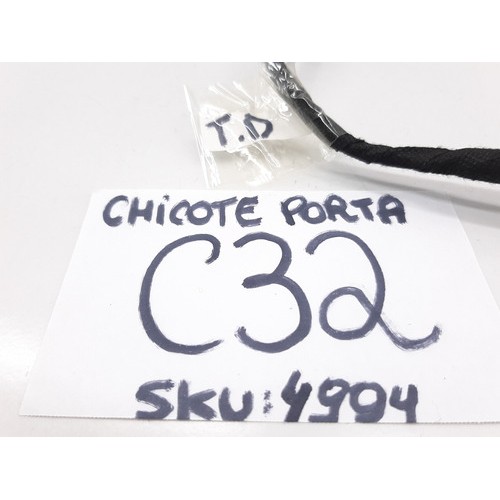 T.D
CHICOTE PORTA
C32
SKU:4904